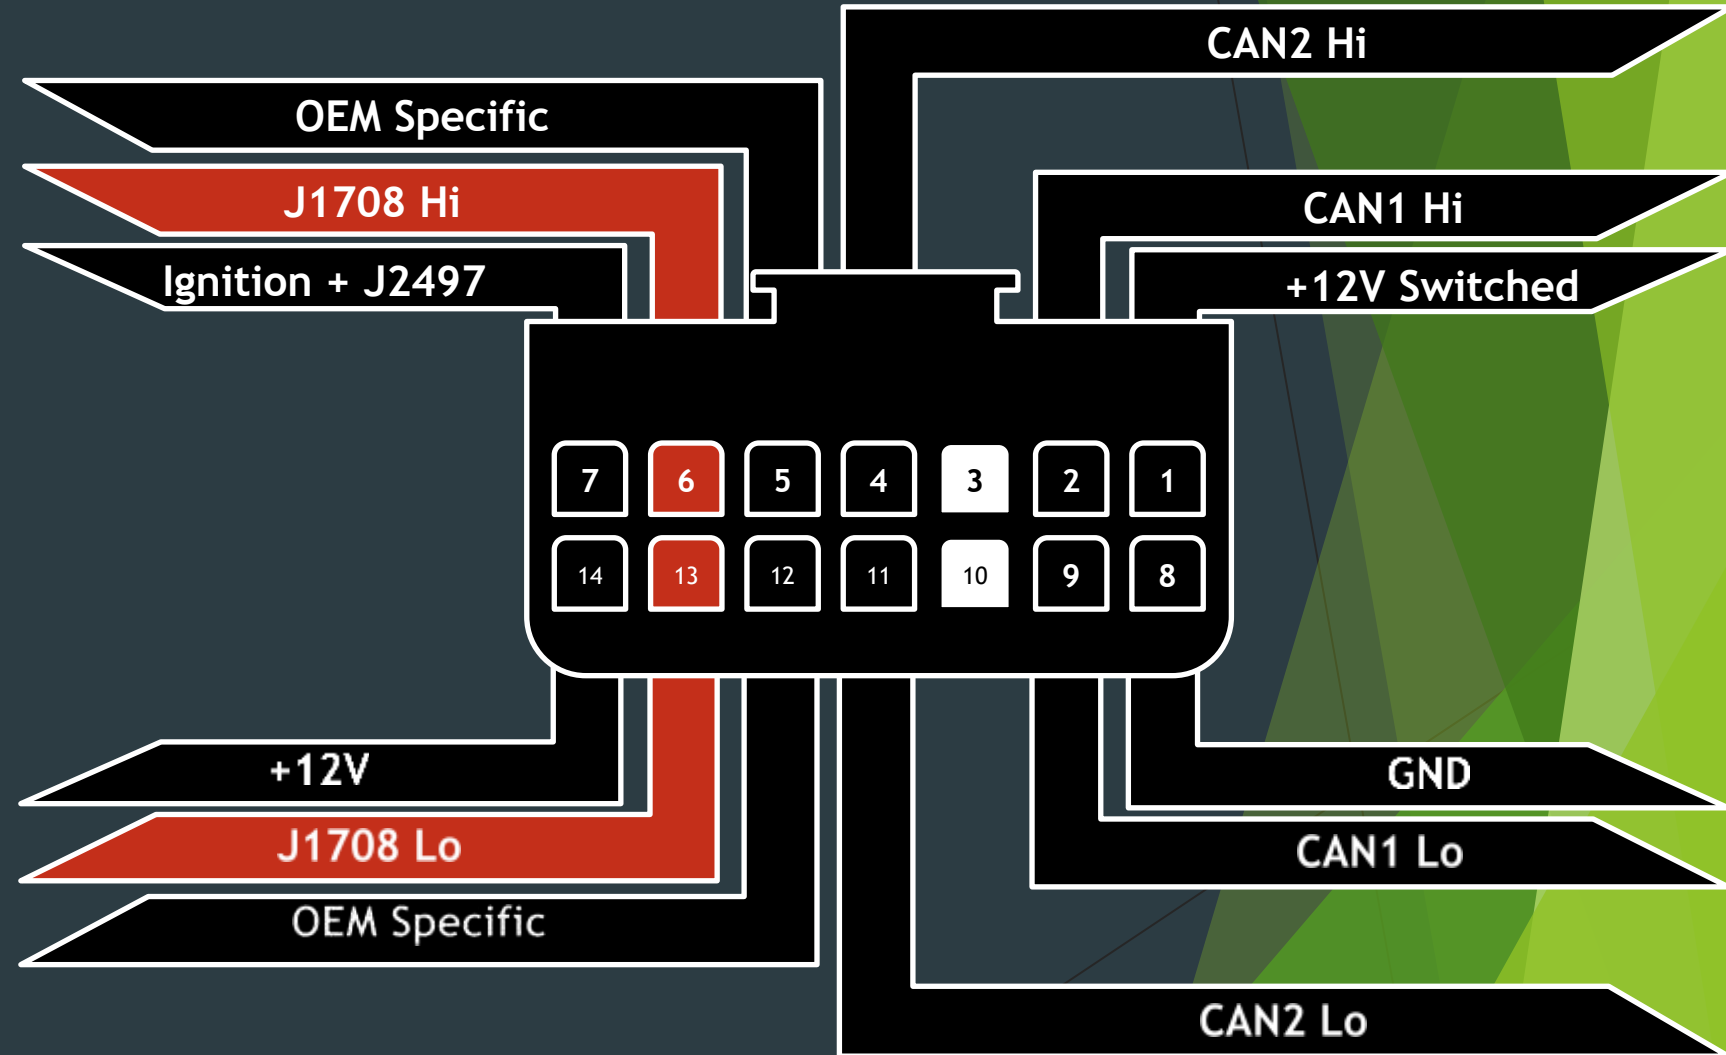 CAN2 Hi
OEM Specific
J1708 Hi
CAN1 Hi
Ignition + J2497
+12V Switched
7 6 5 4 3 2 1
14 13 12 11 10 9 8
+12V
GND
J1708 Lo
CAN1 Lo
OEM Specific
CAN2 Lo